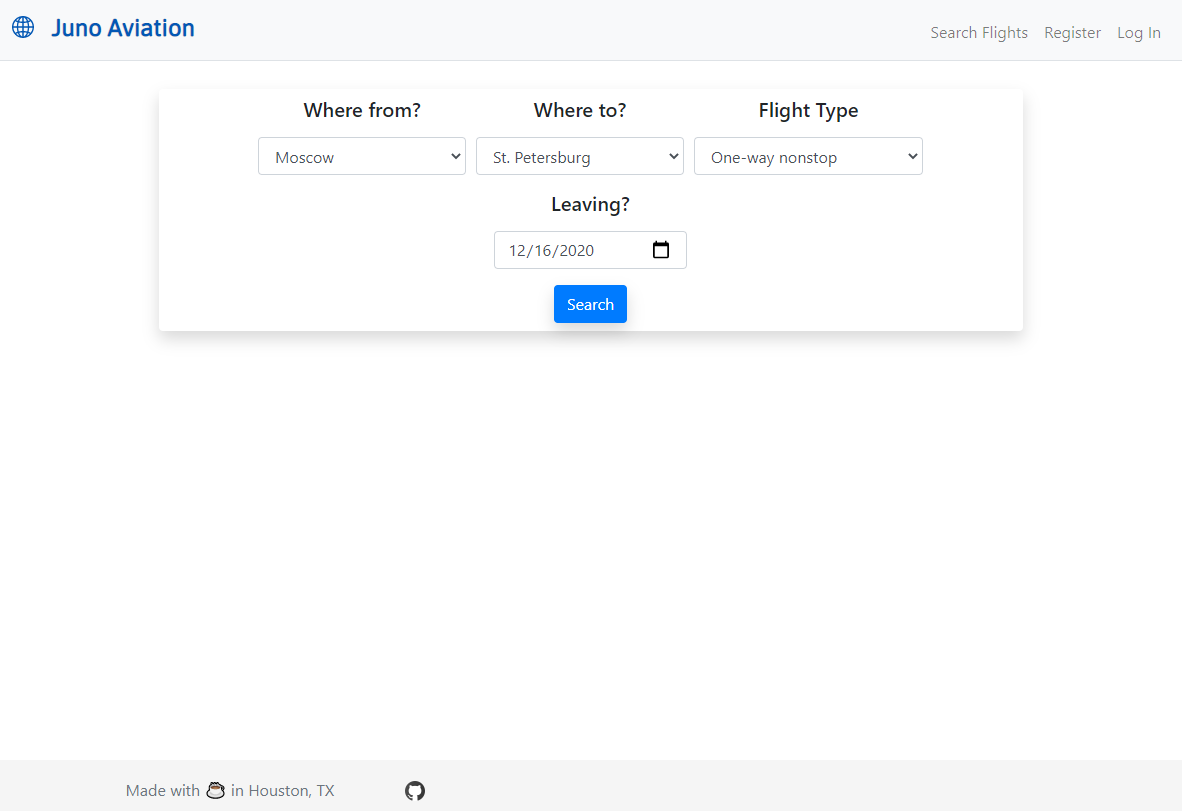 Juno Aviation
Search Flights Register Log In
Where from? Where to? Flight Type
Moscow St. Petersburg One-way nonstop
Leaving?
12/16/2020
Search
Made with ☕ in Houston, TX